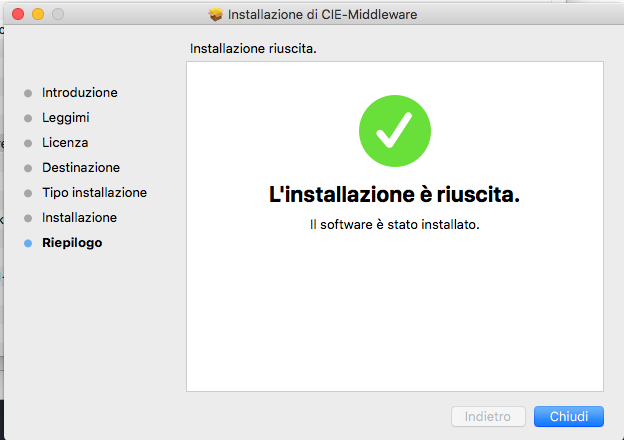 Installazione di CIE-Middleware
Installazione riuscita.
Introduzione
Leggimi
Licenza
Destinazione
Tipo installazione
Installazione
Riepilogo
L'installazione è riuscita.
Il software è stato installato.
Indietro
Chiudi